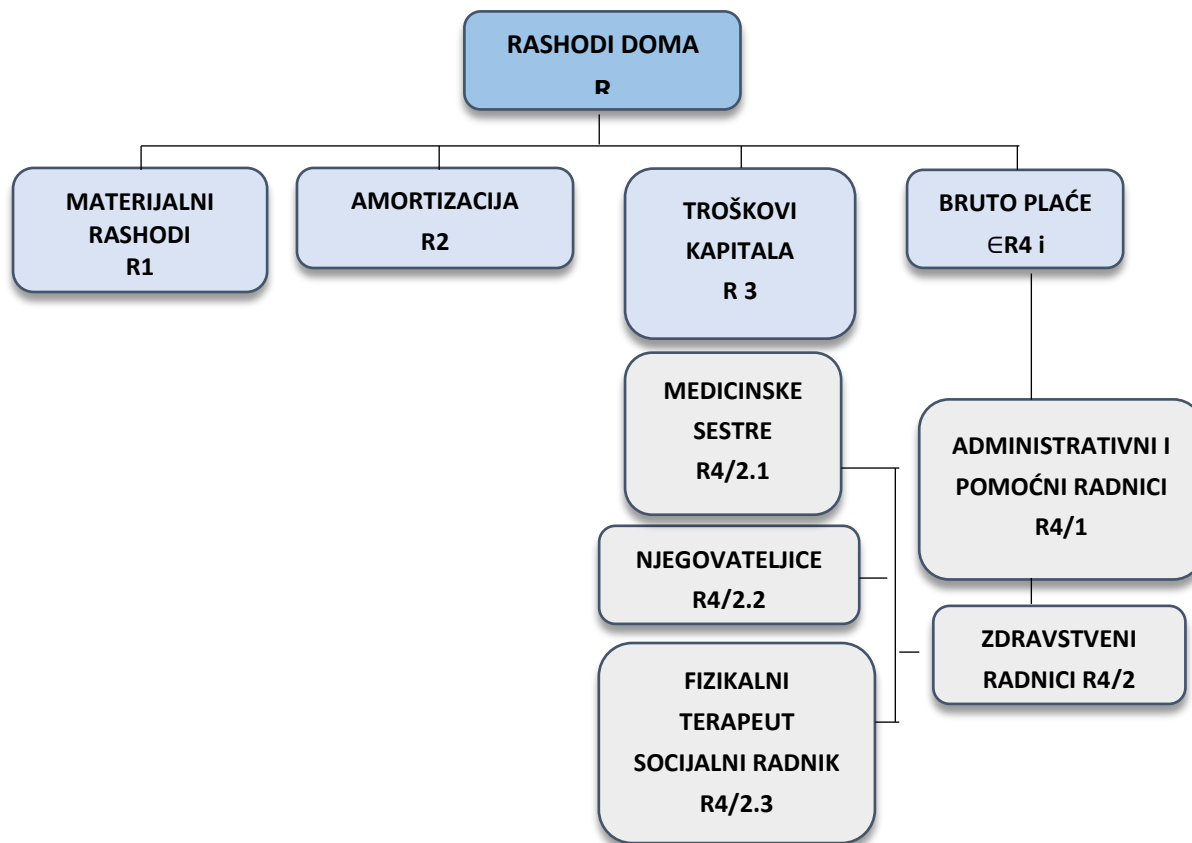 RASHODI DOMA
R
MATERIJALNI
RASHODI
R1
AMORTIZACIJA
R2
TROŠKOVI
KAPITALA
R 3
BRUTO PLAĆE
∈R4 i
MEDICINSKE
SESTRE
R4/2.1
ADMINISTRATIVNI I
POMOĆNI RADNICI
R4/1
NJEGOVATELJICE
R4/2.2
ZDRAVSTVENI
RADNICI R4/2
FIZIKALNI
TERAPEUT
SOCIJALNI RADNIK
R4/2.3